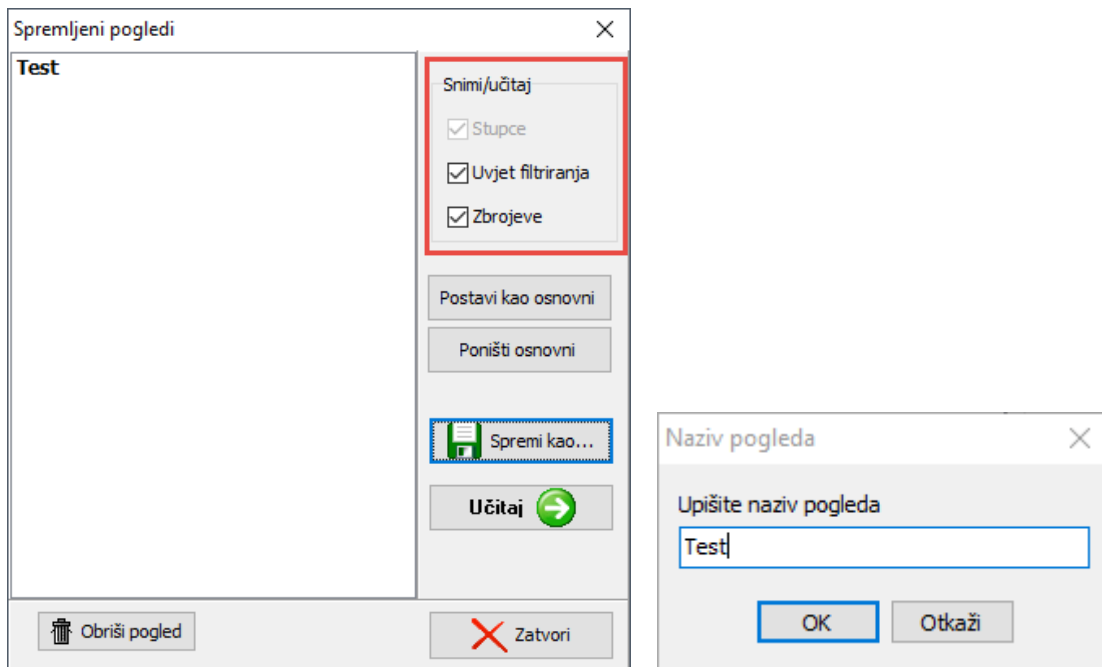 Spremljeni pogledi
Test
Snimi/učitaj
Stupce
Uvjet filtriranja
Zbrojeve
Postavi kao osnovni
Poništi osnovni
Spremi kao...
Učitaj
Obriši pogled
Zatvori
Naziv pogleda
Upišite naziv pogleda
Test
OK
Otkaži